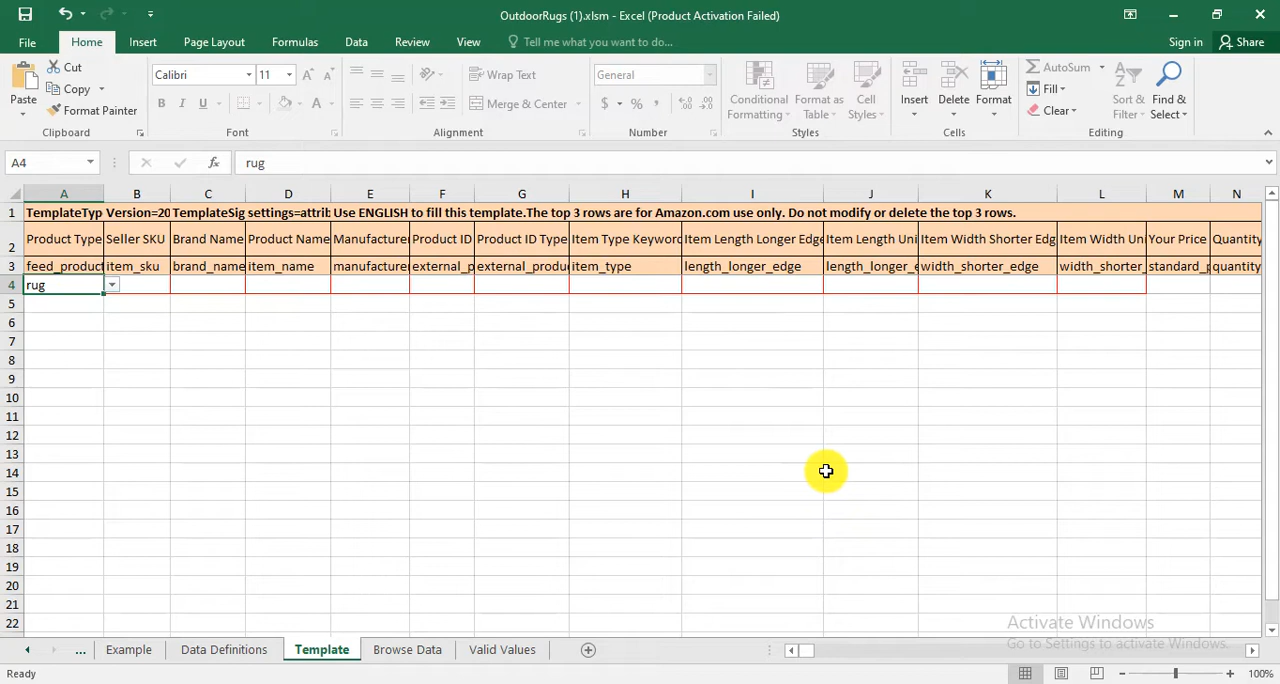 OutdoorRugs (1).xlsm - Excel (Product Activation Failed)
File Home Insert Page Layout Formulas Data Review View Tell me what you want to do... Sign in Share
Paste Cut Copy Format Painter
Calibri 11 B I U A A A
Wrap Text Merge & Center
General $ % ,
Conditional Formatting Format as Table Cell Styles
Insert Delete Format
AutoSum Fill Clear Sort & Filter Find & Select
Clipboard Font Alignment Number Styles Cells Editing
A4 fx rug
A B C D E F G H I J K L M N
1 TemplateTyp Version=20 TemplateSig settings=attrib Use ENGLISH to fill this template.The top 3 rows are for Amazon.com use only. Do not modify or delete the top 3 rows.
2 Product Type Seller SKU Brand Name Product Name Manufacture Product ID Product ID Type Item Type Keyword Item Length Longer Edge Item Length Uni Item Width Shorter Edg Item Width Uni Your Price Quantity
3 feed_product item_sku brand_name item_name manufacture external_p external_produ item_type length_longer_edge length_longer_e width_shorter_edge width_shorter_ standard_p quantity
4 rug
5
6
7
8
9
10
11
12
13
14
15
16
17
18
19
20
21
22
Activate Windows
Go to Settings to activate Windows.
... Example Data Definitions Template Browse Dat Valid Values
Ready 100%